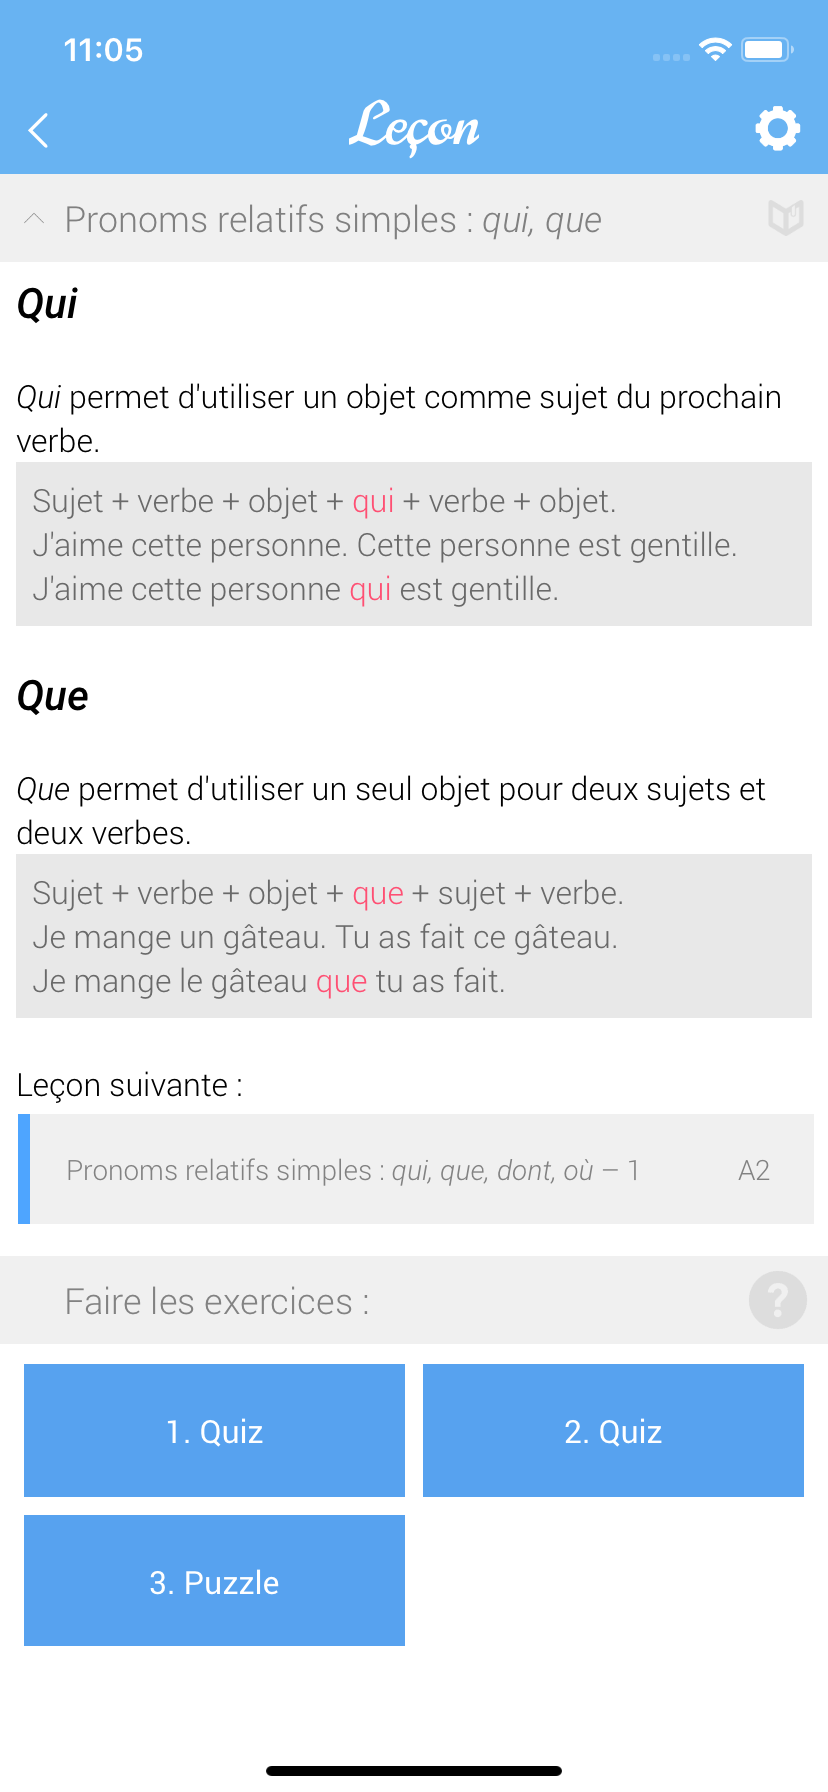 11:05
Leçon
Pronoms relatifs simples : qui, que
Qui
Qui permet d'utiliser un objet comme sujet du prochain
verbe.
Sujet + verbe + objet + qui + verbe + objet.
J'aime cette personne. Cette personne est gentille.
J'aime cette personne qui est gentille.
Que
Que permet d'utiliser un seul objet pour deux sujets et
deux verbes.
Sujet + verbe + objet + que + sujet + verbe.
Je mange un gâteau. Tu as fait ce gâteau.
Je mange le gâteau que tu as fait.
Leçon suivante :
Pronoms relatifs simples : qui, que, dont, où – 1 A2
Faire les exercices :
?
1. Quiz
2. Quiz
3. Puzzle